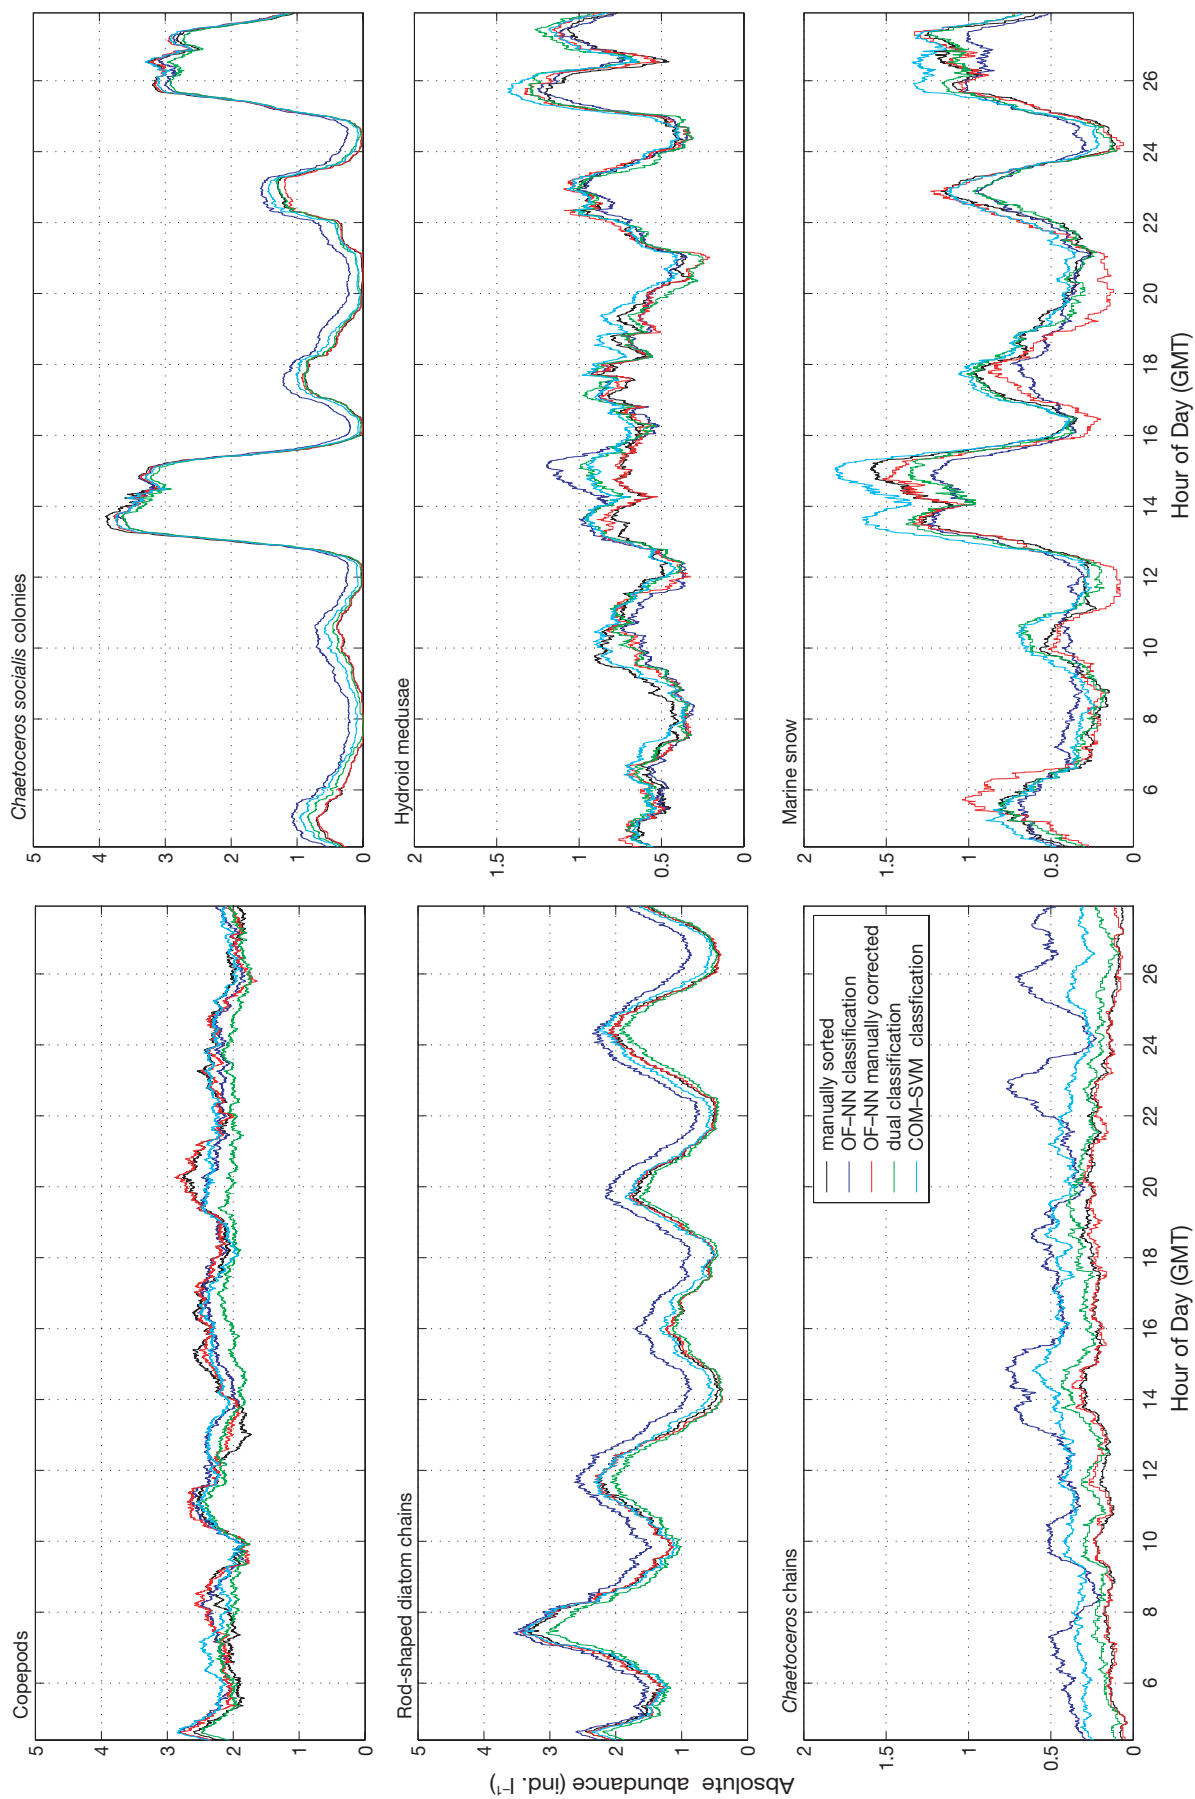 Copepods
5
4
3
2
1
0
Chaetoceros socialis colonies
5
4
3
2
1
0
Absolute abundance (ind. l⁻¹)
Rod-shaped diatom chains
5
4
3
2
1
0
Hydroid medusae
2
1.5
1
0.5
0
Chaetoceros chains
2
1.5
1
0.5
0
6 8 10 12 14 16 18 20 22 24 26
Hour of Day (GMT)
manually sorted
OF–NN classification
OF–NN manually corrected
dual classification
COM–SVM classfication
Marine snow
2
1.5
1
0.5
0
6 8 10 12 14 16 18 20 22 24 26
Hour of Day (GMT)